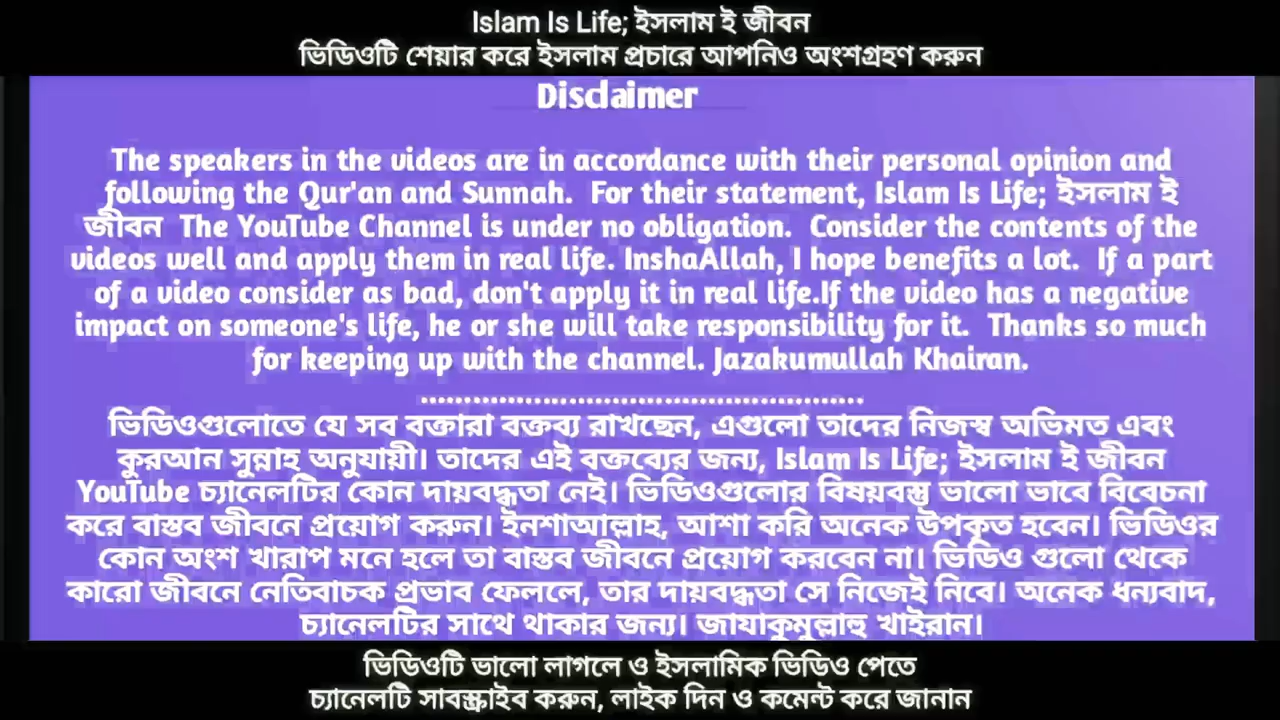 Islam Is Life; ইসলাম ই জীবন
ভিডিওটি শেয়ার করে ইসলাম প্রচারে আপনিও অংশগ্রহণ করুন
Disclaimer
The speakers in the videos are in accordance with their personal opinion and
following the Qur'an and Sunnah. For their statement, Islam Is Life; ইসলাম ই
জীবন The YouTube Channel is under no obligation. Consider the contents of the
videos well and apply them in real life. InshaAllah, I hope benefits a lot. If a part
of a video consider as bad, don't apply it in real life.If the video has a negative
impact on someone's life, he or she will take responsibility for it. Thanks so much
for keeping up with the channel. Jazakumullah Khairan.
....................................................
ভিডিওগুলোতে যে সব বক্তারা বক্তব্য রাখছেন, এগুলো তাদের নিজস্ব অভিমত এবং
কুরআন সুন্নাহ অনুযায়ী। তাদের এই বক্তব্যের জন্য, Islam Is Life; ইসলাম ই জীবন
YouTube চ্যানেলটির কোন দায়বদ্ধতা নেই। ভিডিওগুলোর বিষয়বস্তু ভালো ভাবে বিবেচনা
করে বাস্তব জীবনে প্রয়োগ করুন। ইনশাআল্লাহ, আশা করি অনেক উপকৃত হবেন। ভিডিওর
কোন অংশ খারাপ মনে হলে তা বাস্তব জীবনে প্রয়োগ করবেন না। ভিডিও গুলো থেকে
কারো জীবনে নেতিবাচক প্রভাব ফেললে, তার দায়বদ্ধতা সে নিজেই নিবে। অনেক ধন্যবাদ,
চ্যানেলটির সাথে থাকার জন্য। জাযাকুমুল্লাহু খাইরান।
ভিডিওটি ভালো লাগলে ও ইসলামিক ভিডিও পেতে
চ্যানেলটি সাবস্ক্রাইব করুন, লাইক দিন ও কমেন্ট করে জানান